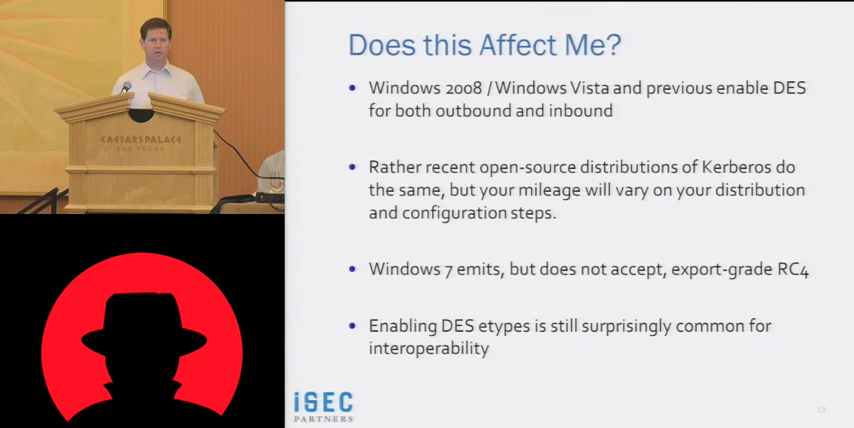 CAESARS PALACE
LAS VEGAS
Does this Affect Me?
• Windows 2008 / Windows Vista and previous enable DES
for both outbound and inbound
• Rather recent open-source distributions of Kerberos do
the same, but your mileage will vary on your distribution
and configuration steps.
• Windows 7 emits, but does not accept, export-grade RC4
• Enabling DES etypes is still surprisingly common for
interoperability
iSEC
PARTNERS
13